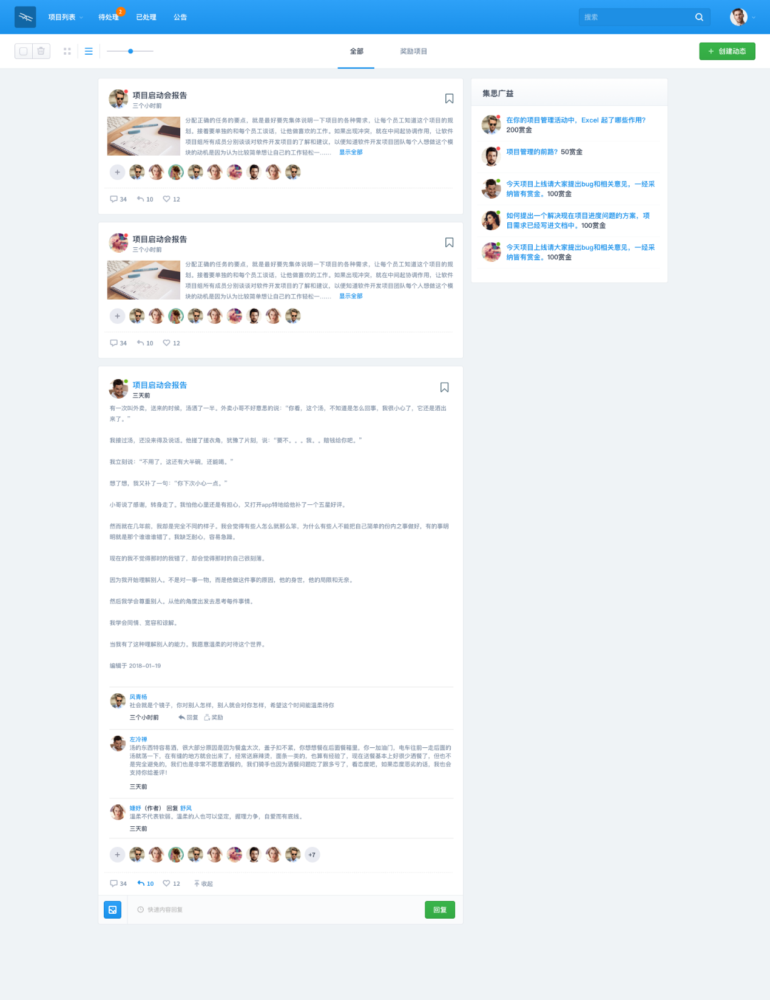 项目列表
待处理
2
已处理
公告
搜索
全部
奖励项目
+ 创建动态
项目启动会报告
三个小时前
分配正确的任务的要点，就是最好要先集体说明一下项目的各种需求，让每个员工知道这个项目的规
划。接着要单独的和每个员工谈话，让他做喜欢的工作。如果出现冲突，就在中间起协调作用，让软件
项目组所有成员分别谈谈对软件开发项目的了解和建议，以便知道软件开发项目团队每个人想做这个模
块的动机是因为认为比较简单想让自己的工作轻松一…… 显示全部
34 10 12
项目启动会报告
三个小时前
分配正确的任务的要点，就是最好要先集体说明一下项目的各种需求，让每个员工知道这个项目的规
划。接着要单独的和每个员工谈话，让他做喜欢的工作。如果出现冲突，就在中间起协调作用，让软件
项目组所有成员分别谈谈对软件开发项目的了解和建议，以便知道软件开发项目团队每个人想做这个模
块的动机是因为认为比较简单想让自己的工作轻松一…… 显示全部
34 10 12
项目启动会报告
三天前
有一次叫外卖，送来的时候，汤洒了一半。外卖小哥不好意思的说：“你看，这个汤，不知道是怎么回事，我很小心了，它还是洒出
来了。”
我接过汤，还没来得及说话。他搓了搓衣角，犹豫了片刻，说：“要不。。。我。。赔钱给你吧。”
我立刻说：“不用了，这还有大半碗，还能喝。”
想了想，我又补了一句：“你下次小心一点。”
小哥说了感谢，转身走了。我怕他心里还是有担心，又打开app特地给他补了一个五星好评。
然而就在几年前，我却是完全不同的样子。我会觉得有些人怎么就那么笨，为什么有些人不能把自己简单的份内之事做好，有的事明
明就是那个谁谁谁错了。我缺乏耐心，容易急躁。
现在的我不觉得那时的我错了，却会觉得那时的自己很刻薄。
因为我开始理解别人。不是对一事一物，而是他做这件事的原因，他的身世，他的局限和无奈。
然后我学会尊重别人。从他的角度出发去思考每件事情。
我学会同情、宽容和谅解。
当我有了这种理解别人的能力。我愿意温柔的对待这个世界。
编辑于 2018-01-19
风青杨
社会就是个镜子，你对别人怎样，别人就会对你怎样，希望这个时间能温柔待你
三个小时前 回复 奖励
左冷禅
汤的东西特容易洒，很大部分原因是因为餐盒太次，盖子扣不紧，你想想餐在后面餐箱里，你一加油门，电车往前一走后面的
汤就荡一下，在有缝的地方就会出来了，经常送麻辣烫，面条一类的，也算有经验了，现在送餐基本上好很少洒餐了，但也不
是完全避免的，我们也是非常不愿意洒餐的，我们骑手也因为洒餐问题吃了跟多亏了，看态度吧，如果态度恶劣的话，我也会
支持你给差评！
三天前
婕妤（作者） 回复 舒风
温柔不代表软弱。温柔的人也可以坚定，据理力争，自爱而有底线。
三天前
+7
34 10 12 收起
快速内容回复
回复
集思广益
在你的项目管理活动中，Excel 起了哪些作用？
200赏金
项目管理的前路？50赏金
今天项目上线请大家提出bug和相关意见，一经采
纳皆有赏金。100赏金
如何提出一个解决现在项目进度问题的方案，项
目需求已经写进文档中。100赏金
今天项目上线请大家提出bug和相关意见，一经采
纳皆有赏金。100赏金